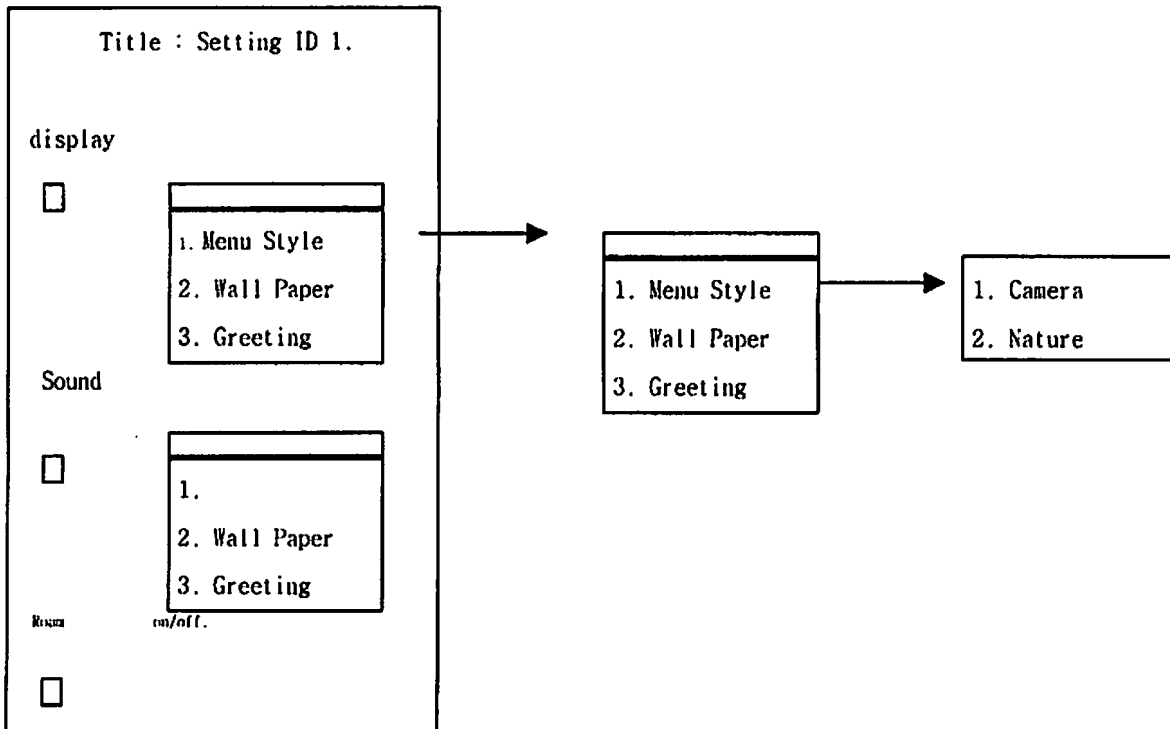 Title : Setting ID 1.
display
1. Menu Style
2. Wall Paper
3. Greeting
Sound
1.
2. Wall Paper
3. Greeting
on/off.
1. Menu Style
2. Wall Paper
3. Greeting
1. Camera
2. Nature